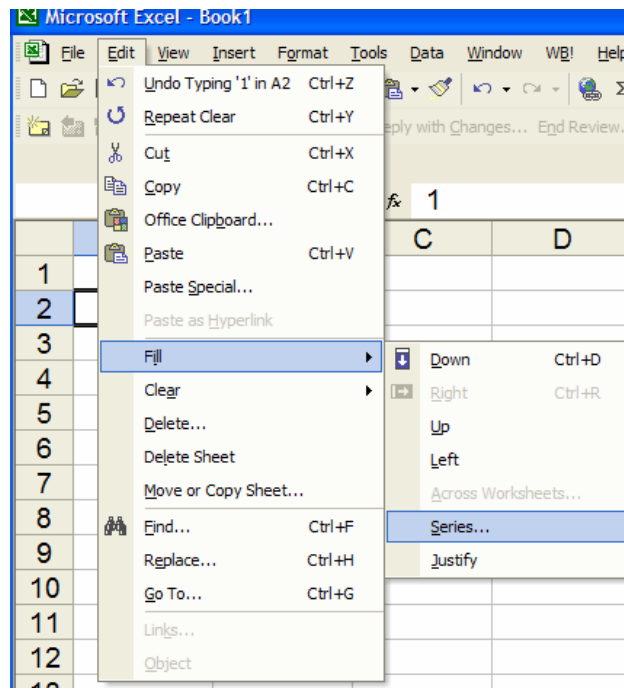 Microsoft Excel - Book1
File Edit View Insert Format Tools Data Window WB! Help
eply with Changes... End Review.
1
C D
Undo Typing '1' in A2 Ctrl+Z
Repeat Clear Ctrl+Y
Cut Ctrl+X
Copy Ctrl+C
Office Clipboard...
Paste Ctrl+V
Paste Special...
Paste as Hyperlink
Fill
Clear
Delete...
Delete Sheet
Move or Copy Sheet...
Find... Ctrl+F
Replace... Ctrl+H
Go To... Ctrl+G
Links...
Object
Down Ctrl+D
Right Ctrl+R
Up
Left
Across Worksheets...
Series...
Justify
1
2
3
4
5
6
7
8
9
10
11
12